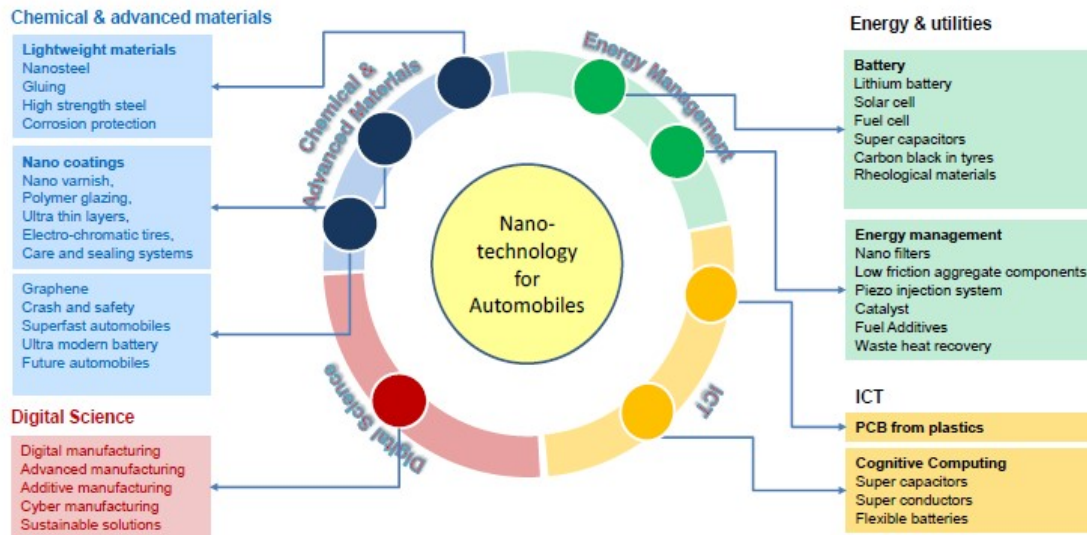 Chemical & advanced materials
Lightweight materials
Nanosteel
Gluing
High strength steel
Corrosion protection
Nano coatings
Nano varnish,
Polymer glazing,
Ultra thin layers,
Electro-chromatic tires,
Care and sealing systems
Graphene
Crash and safety
Superfast automobiles
Ultra modern battery
Future automobiles
Digital Science
Digital manufacturing
Advanced manufacturing
Additive manufacturing
Cyber manufacturing
Sustainable solutions
Chemical &
Advanced Materials
Energy Management
ICT
Digital Science
Nano-
technology
for
Automobiles
Energy & utilities
Battery
Lithium battery
Solar cell
Fuel cell
Super capacitors
Carbon black in tyres
Rheological materials
Energy management
Nano filters
Low friction aggregate components
Piezo injection system
Catalyst
Fuel Additives
Waste heat recovery
ICT
PCB from plastics
Cognitive Computing
Super capacitors
Super conductors
Flexible batteries